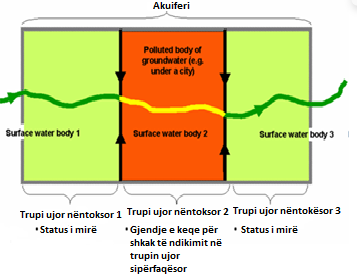 Akuiferi
Polluted body of
groundwater (e.g.
under a city)
Surface water body 1
Surface water body 2
Surface water body 3
Trupi ujor nëntoksor 1
• Status i mirë
Trupi ujor nëntoksor 2
• Gjendje e keqe për
shkak të ndikimit në
trupin ujor
sipërfaqësor
Trupi ujor nëntokësor 3
• Status i mirë